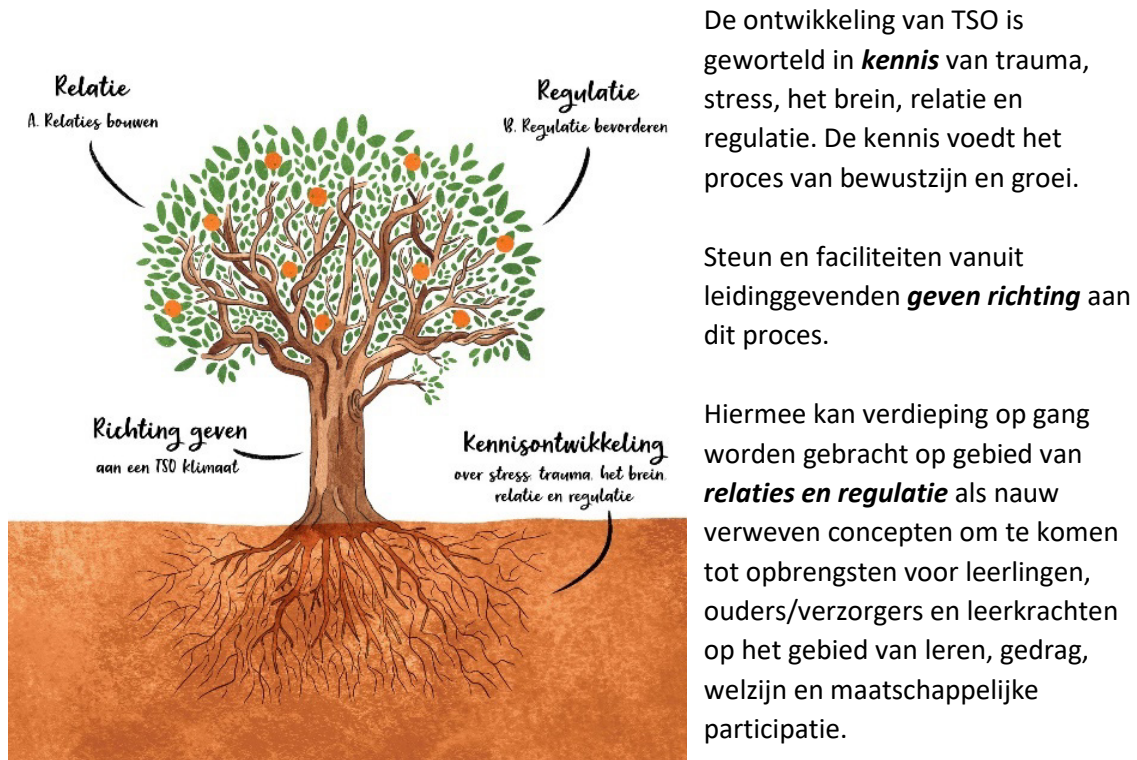 Relatie
A. Relaties bouwen
Regulatie
B. Regulatie bevorderen
Richting geven
aan een TSO klimaat
Kennisontwikkeling
over stress, trauma, het brein,
relatie en regulatie
De ontwikkeling van TSO is
geworteld in kennis van trauma,
stress, het brein, relatie en
regulatie. De kennis voedt het
proces van bewustzijn en groei.
Steun en faciliteiten vanuit
leidinggevenden geven richting aan
dit proces.
Hiermee kan verdieping op gang
worden gebracht op gebied van
relaties en regulatie als nauw
verweven concepten om te komen
tot opbrengsten voor leerlingen,
ouders/verzorgers en leerkrachten
op het gebied van leren, gedrag,
welzijn en maatschappelijke
participatie.